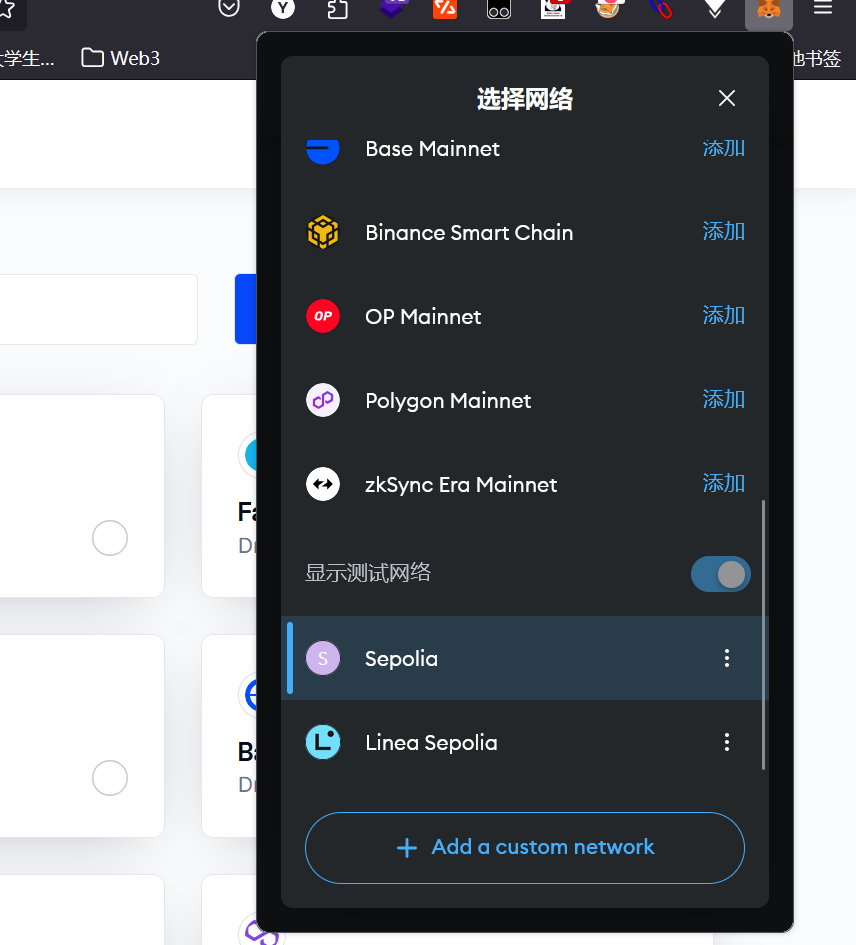 大学生...
Web3
他书签
选择网络
Base Mainnet
添加
Binance Smart Chain
添加
OP
OP Mainnet
添加
Polygon Mainnet
添加
zkSync Era Mainnet
添加
显示测试网络
S
Sepolia
Linea Sepolia
Add a custom network
Fa
Dr
Ba
Dr